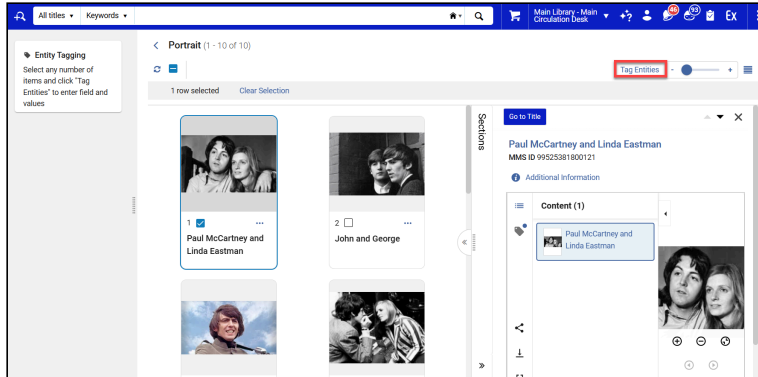 All titles
Keywords
Main Library - Main
Circulation Desk
46
93
Ex
Entity Tagging
Select any number of
items and click "Tag
Entities" to enter field and
values
Portrait (1 - 10 of 10)
Tag Entities - +
1 row selected Clear Selection
1
Paul McCartney and
Linda Eastman
2
John and George
Sections
Go to Title
Paul McCartney and Linda Eastman
MMS ID 99525381800121
Additional Information
Content (1)
Paul McCartney and
Linda Eastman